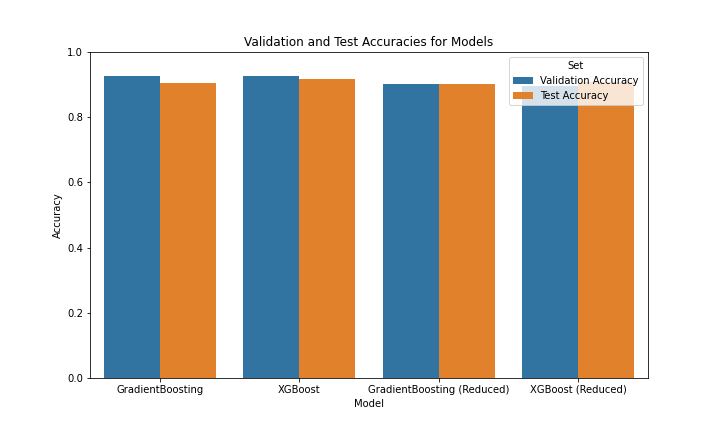 Validation and Test Accuracies for Models
1.0
0.8
0.6
0.4
0.2
0.0
Accuracy
Set
Validation Accuracy
Test Accuracy
GradientBoosting
XGBoost
GradientBoosting (Reduced)
XGBoost (Reduced)
Model